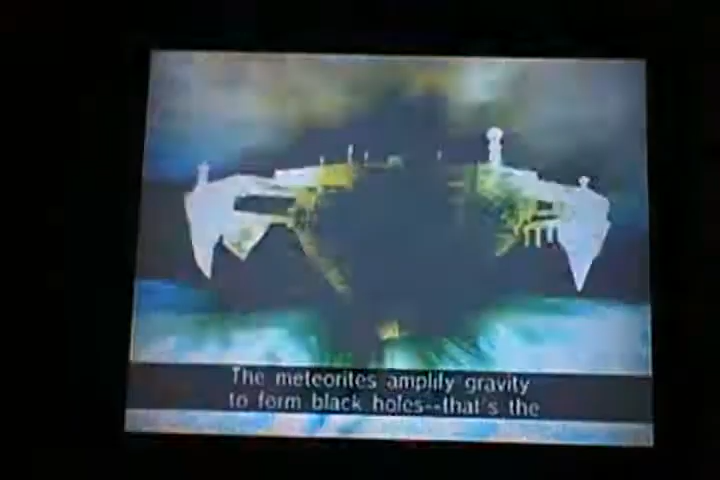 The meteorites amplify gravity
to form black holes--that's the